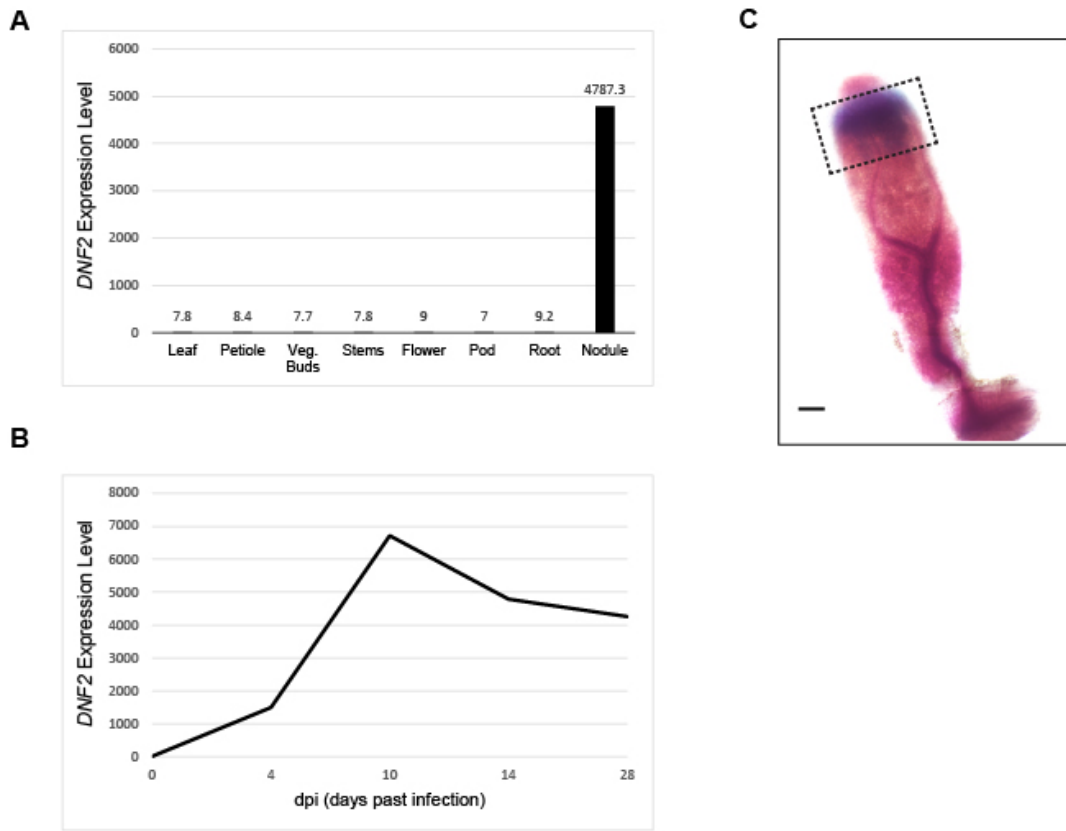 A
DNF2 Expression Level
6000
5000
4000
3000
2000
1000
0
7.8
8.4
7.7
7.8
9
7
9.2
4787.3
Leaf
Petiole
Veg.
Buds
Stems
Flower
Pod
Root
Nodule
B
DNF2 Expression Level
8000
7000
6000
5000
4000
3000
2000
1000
0
0
4
10
14
28
dpi (days past infection)
C